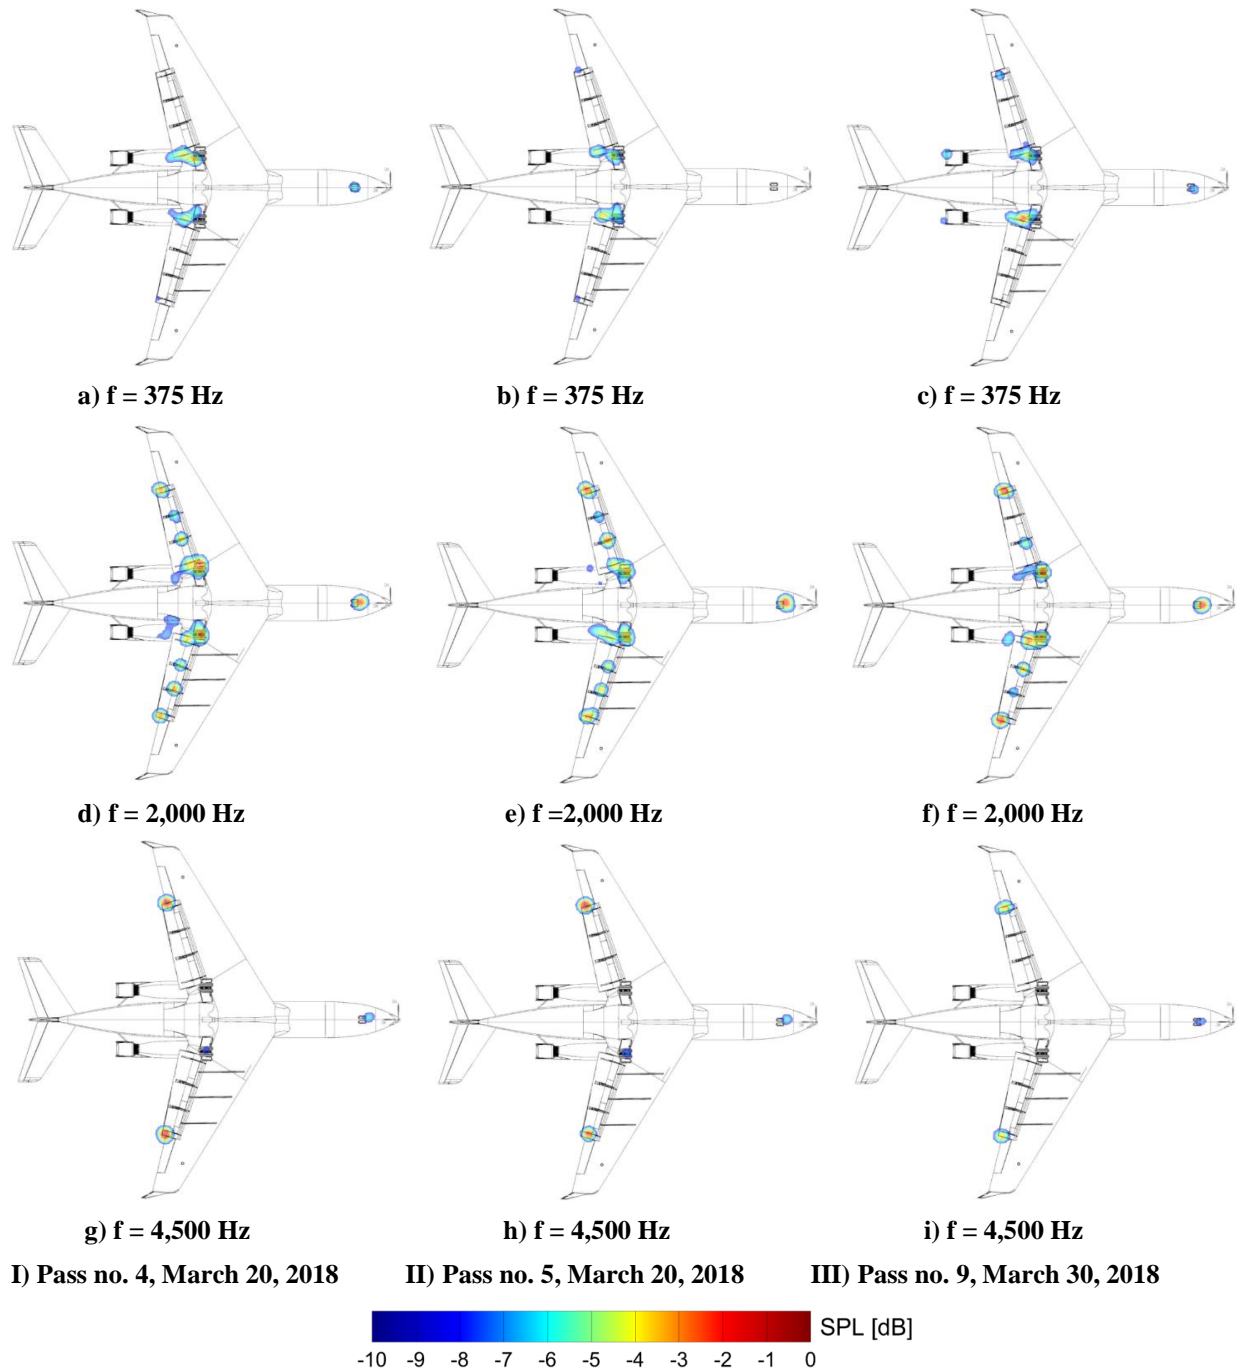 a) f = 375 Hz
b) f = 375 Hz
c) f = 375 Hz
d) f = 2,000 Hz
e) f =2,000 Hz
f) f = 2,000 Hz
g) f = 4,500 Hz
h) f = 4,500 Hz
i) f = 4,500 Hz
I) Pass no. 4, March 20, 2018
II) Pass no. 5, March 20, 2018
III) Pass no. 9, March 30, 2018
SPL [dB]
-10 -9 -8 -7 -6 -5 -4 -3 -2 -1 0